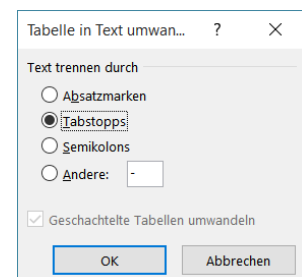 Tabelle in Text umwan... ?
Text trennen durch
Absatzmarken
Tabstopps
Semikolons
Andere: -
Geschachtelte Tabellen umwandeln
OK Abbrechen